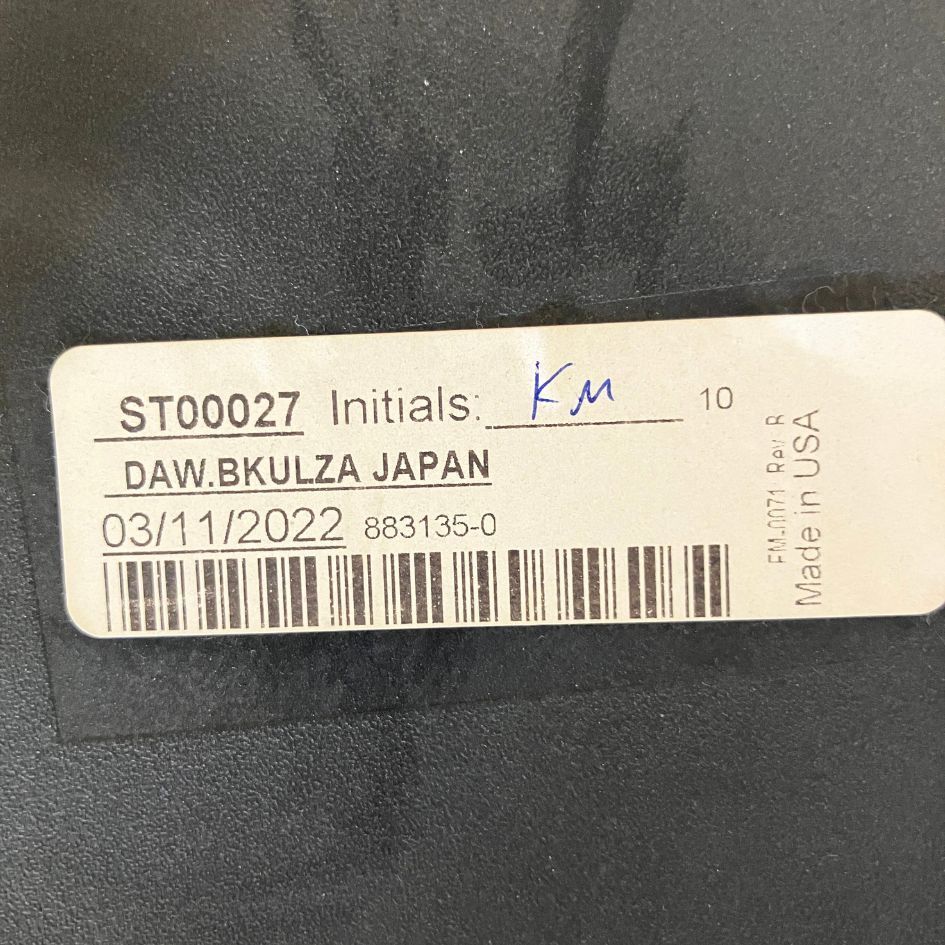 ST00027 Initials: KM 10
DAW.BKULZA JAPAN
03/11/2022 883135-0
FM-0071 Rev R
Made in USA